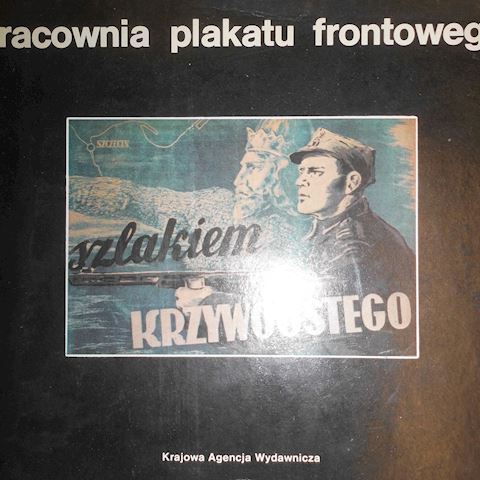 racownia plakatu frontoweg
SZCZECIN
szlakiem
KRZYWOUSTEGO
Krajowa Agencja Wydawnicza